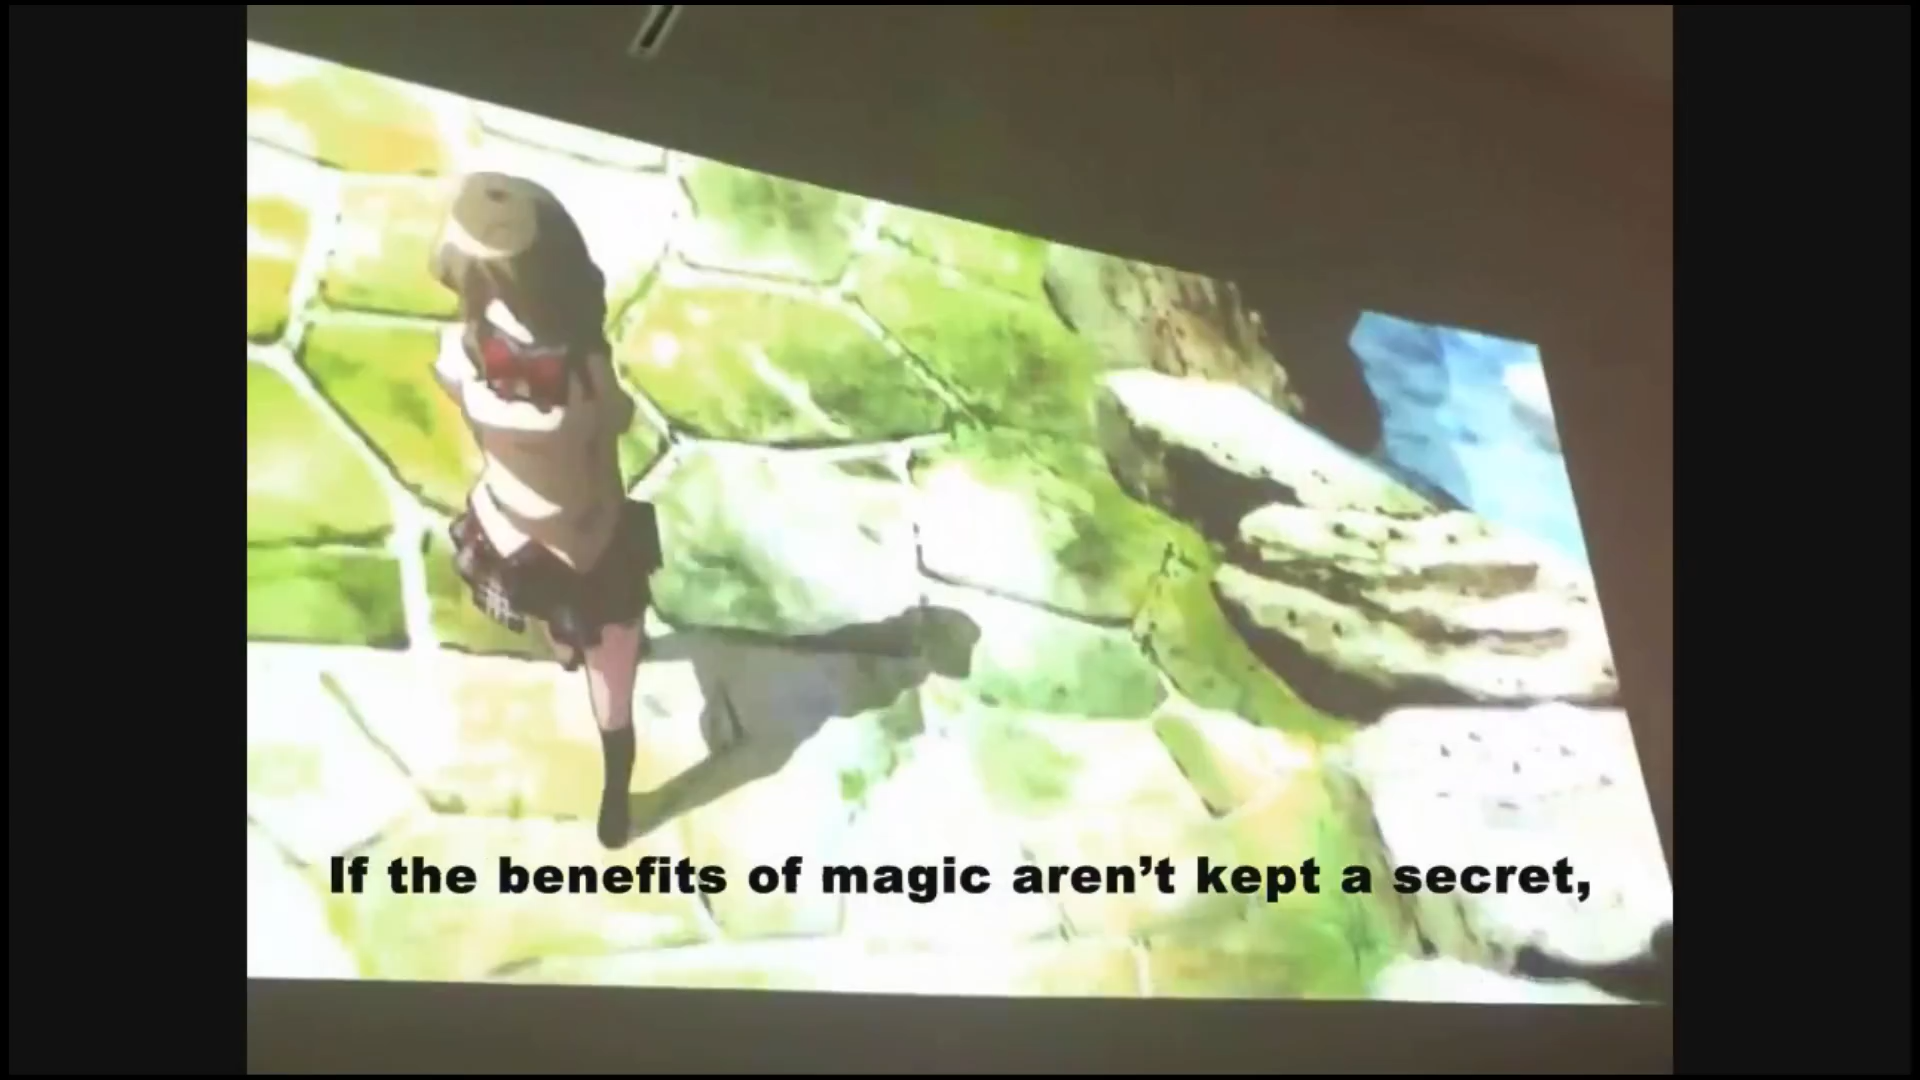 If the benefits of magic aren’t kept a secret,